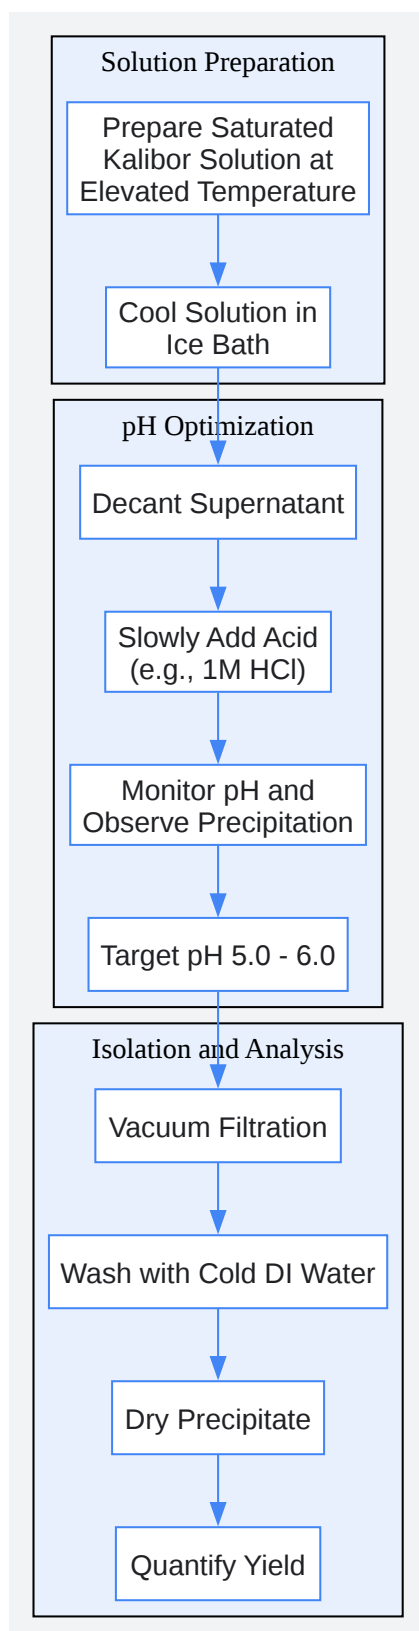 Solution Preparation
Prepare Saturated
Kalibor Solution at
Elevated Temperature
Cool Solution in
Ice Bath
pH Optimization
Decant Supernatant
Slowly Add Acid
(e.g., 1M HCl)
Monitor pH and
Observe Precipitation
Target pH 5.0 - 6.0
Isolation and Analysis
Vacuum Filtration
Wash with Cold DI Water
Dry Precipitate
Quantify Yield